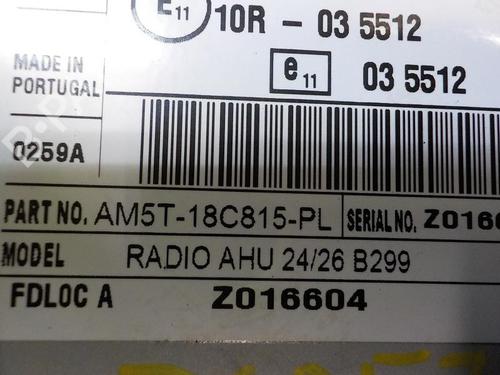 E11 10R - 03 5512
e11 03 5512
MADE IN
PORTUGAL
0259A
PART NO. AM5T-18C815-PL SERIAL NO. Z0166
MODEL RADIO AHU 24/26 B299
FDLOC A Z016604